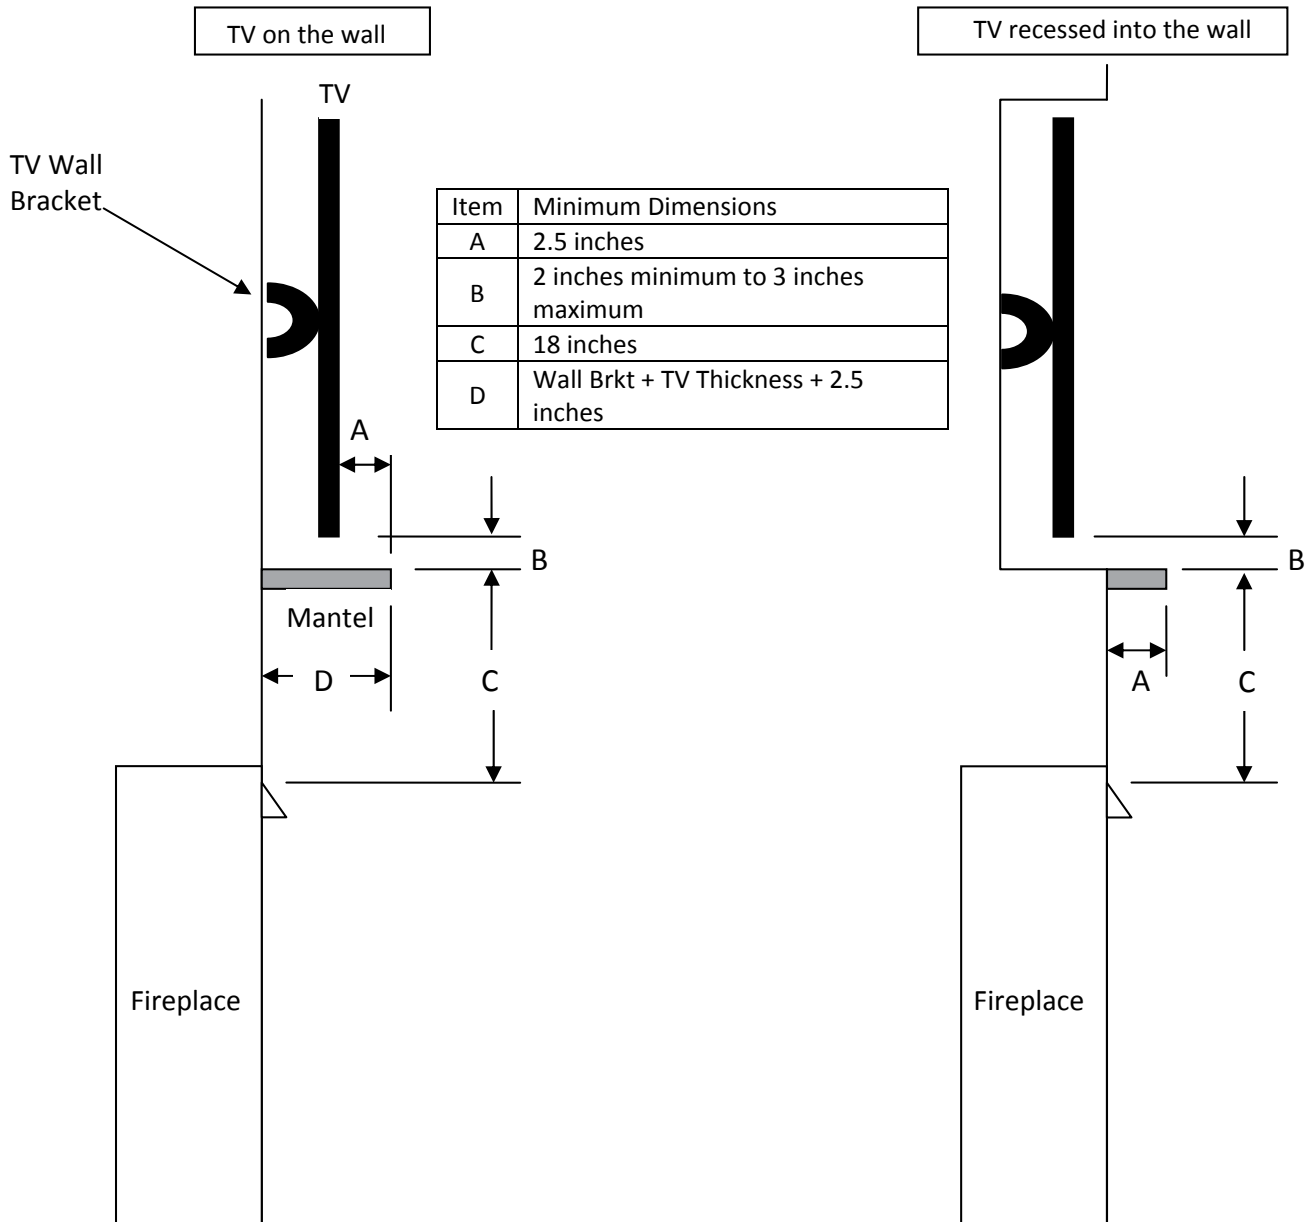 TV on the wall
TV recessed into the wall
TV
TV Wall
Bracket
Item Minimum Dimensions
A 2.5 inches
B 2 inches minimum to 3 inches
maximum
C 18 inches
D Wall Brkt + TV Thickness + 2.5
inches
A
B
Mantel
D
C
Fireplace
B
A
C
Fireplace